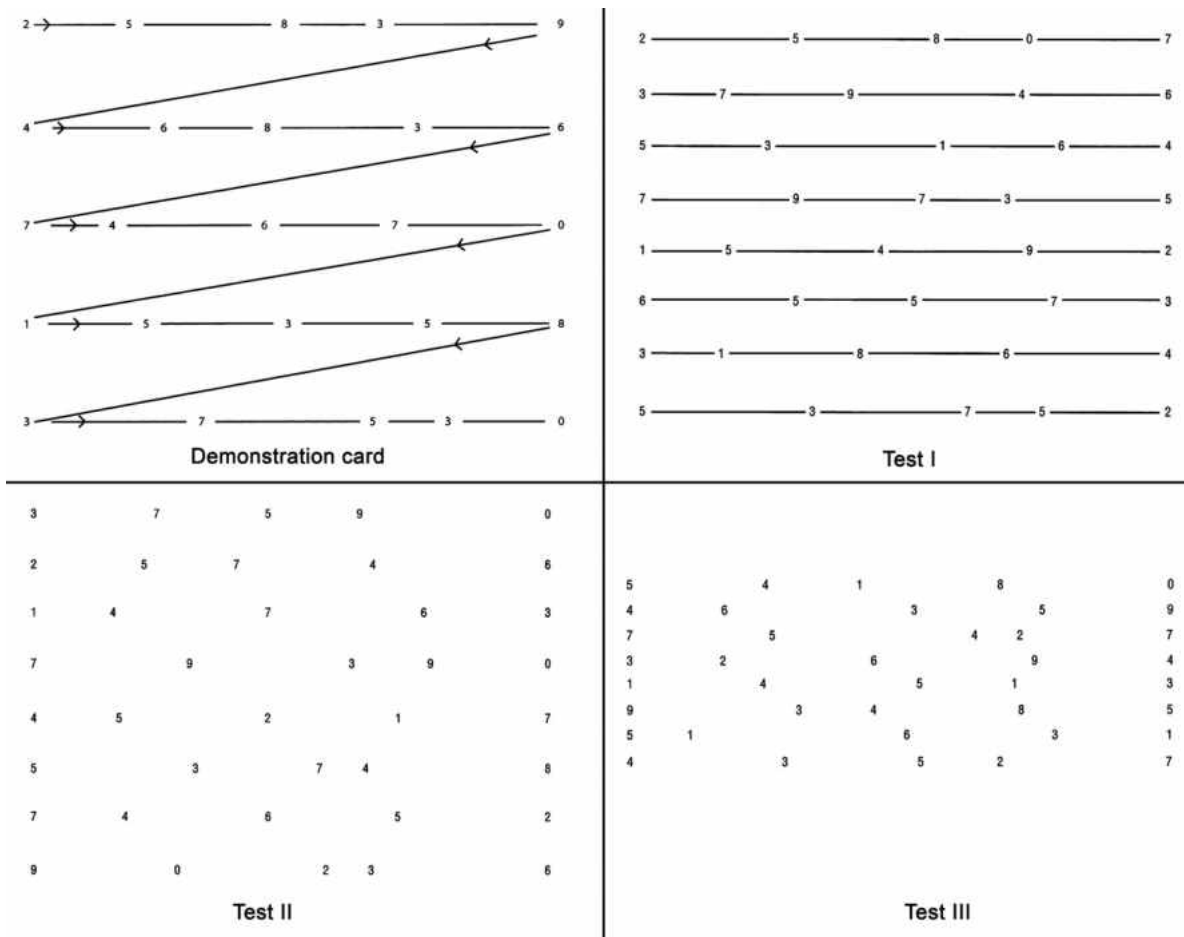 2 5 8 3 9
4 6 8 3 6
7 4 6 7 0
1 5 3 5 8
3 7 5 3 0
Demonstration card
2 5 8 0 7
3 7 9 4 6
5 3 1 6 4
7 9 7 3 5
1 5 4 9 2
6 5 5 7 3
3 1 8 6 4
5 3 7 5 2
Test I
3 7 5 9 0
2 5 7 4 6
1 4 7 6 3
7 9 3 9 0
4 5 2 1 7
5 3 7 4 8
7 4 6 5 2
9 0 2 3 6
Test II
5 4 1 8 0
4 6 3 5 9
7 5 4 2 7
3 2 6 9 4
1 4 5 1 3
9 3 4 8 5
5 1 6 3 1
4 3 5 2 7
Test III